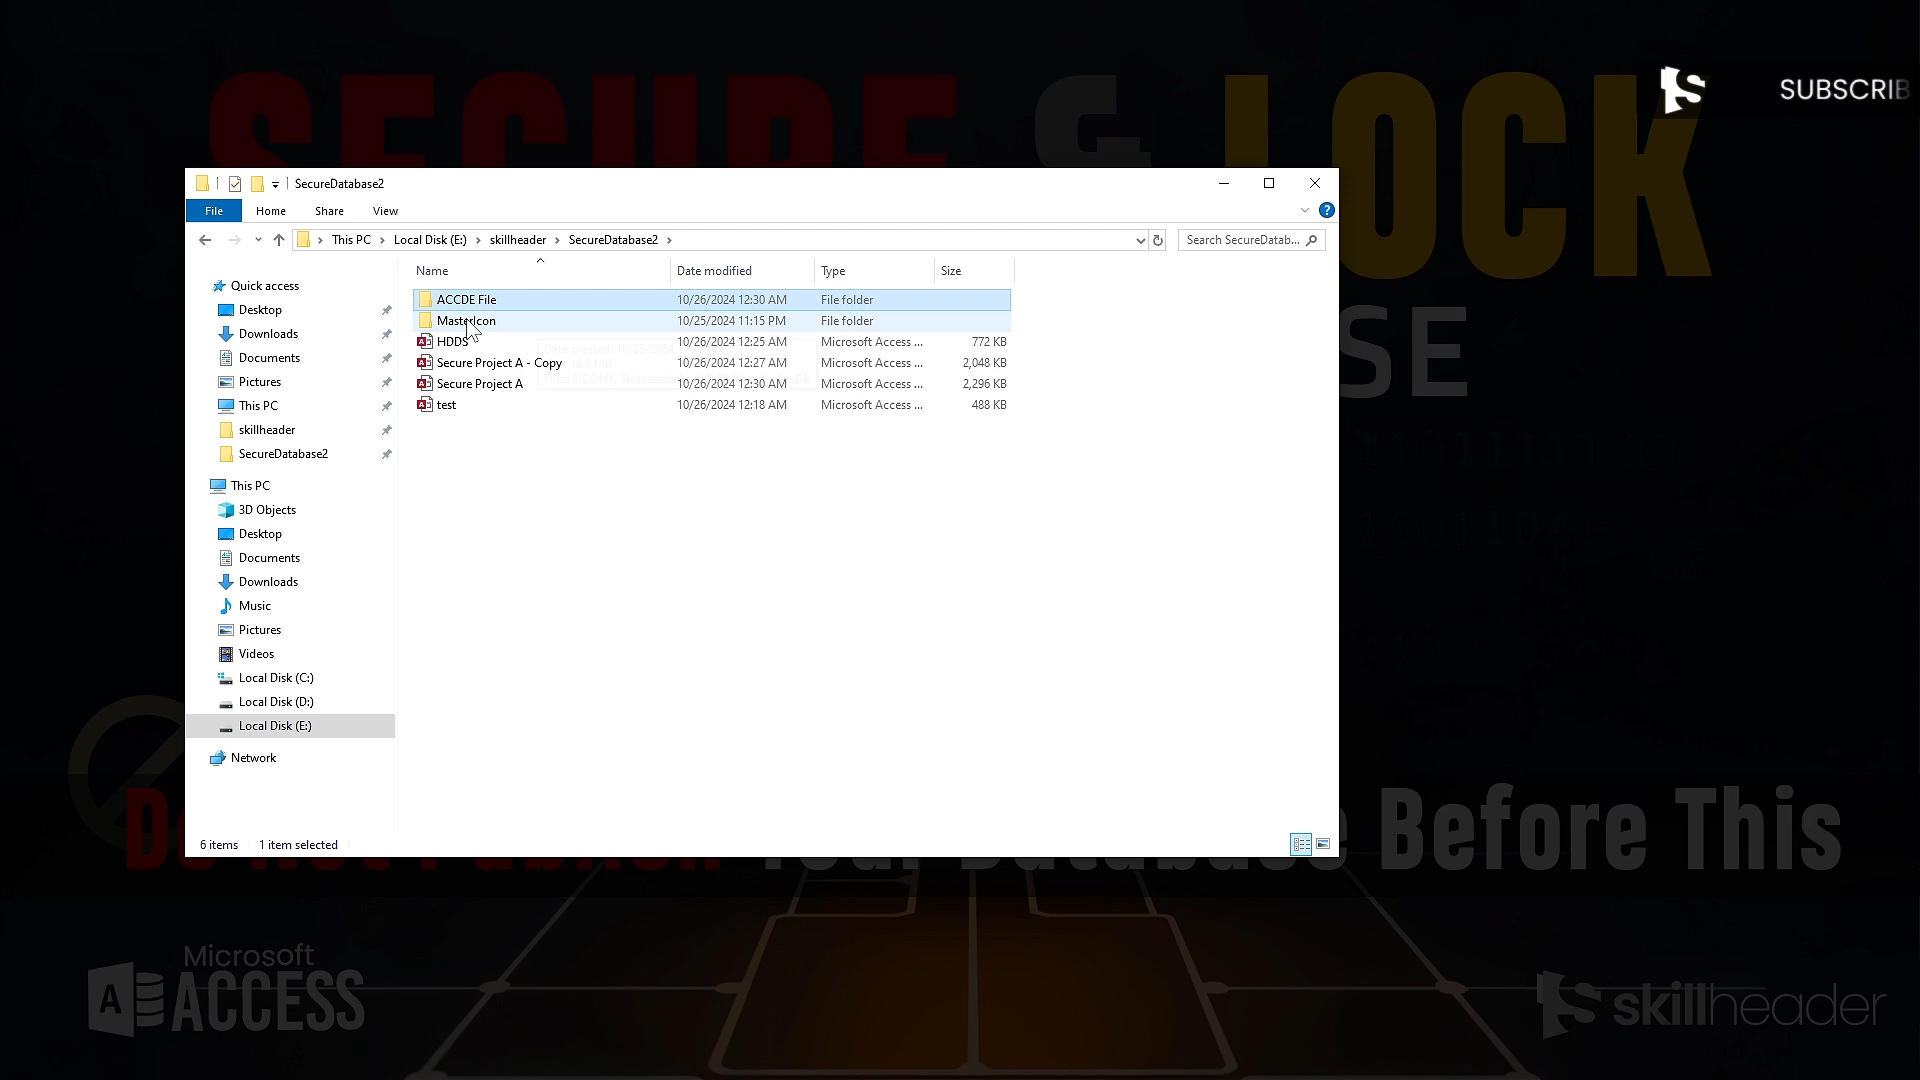 SECURE & LOCK
SUBSCRIB
SecureDatabase2
File Home Share View
This PC Local Disk (E:) skillheader SecureDatabase2
Search SecureDatab...
Name Date modified Type Size
ACCDE File 10/26/2024 12:30 AM File folder
MasterIcon 10/25/2024 11:15 PM File folder
HDDS 10/26/2024 12:25 AM Microsoft Access ... 772 KB
Secure Project A - Copy 10/26/2024 12:27 AM Microsoft Access ... 2,048 KB
Secure Project A 10/26/2024 12:30 AM Microsoft Access ... 2,296 KB
test 10/26/2024 12:18 AM Microsoft Access ... 488 KB
Quick access
Desktop
Downloads
Documents
Pictures
This PC
skillheader
SecureDatabase2
This PC
3D Objects
Desktop
Documents
Downloads
Music
Pictures
Videos
Local Disk (C:)
Local Disk (D:)
Local Disk (E:)
Network
6 items 1 item selected
SE
Before This
Microsoft
ACCESS
skillheader